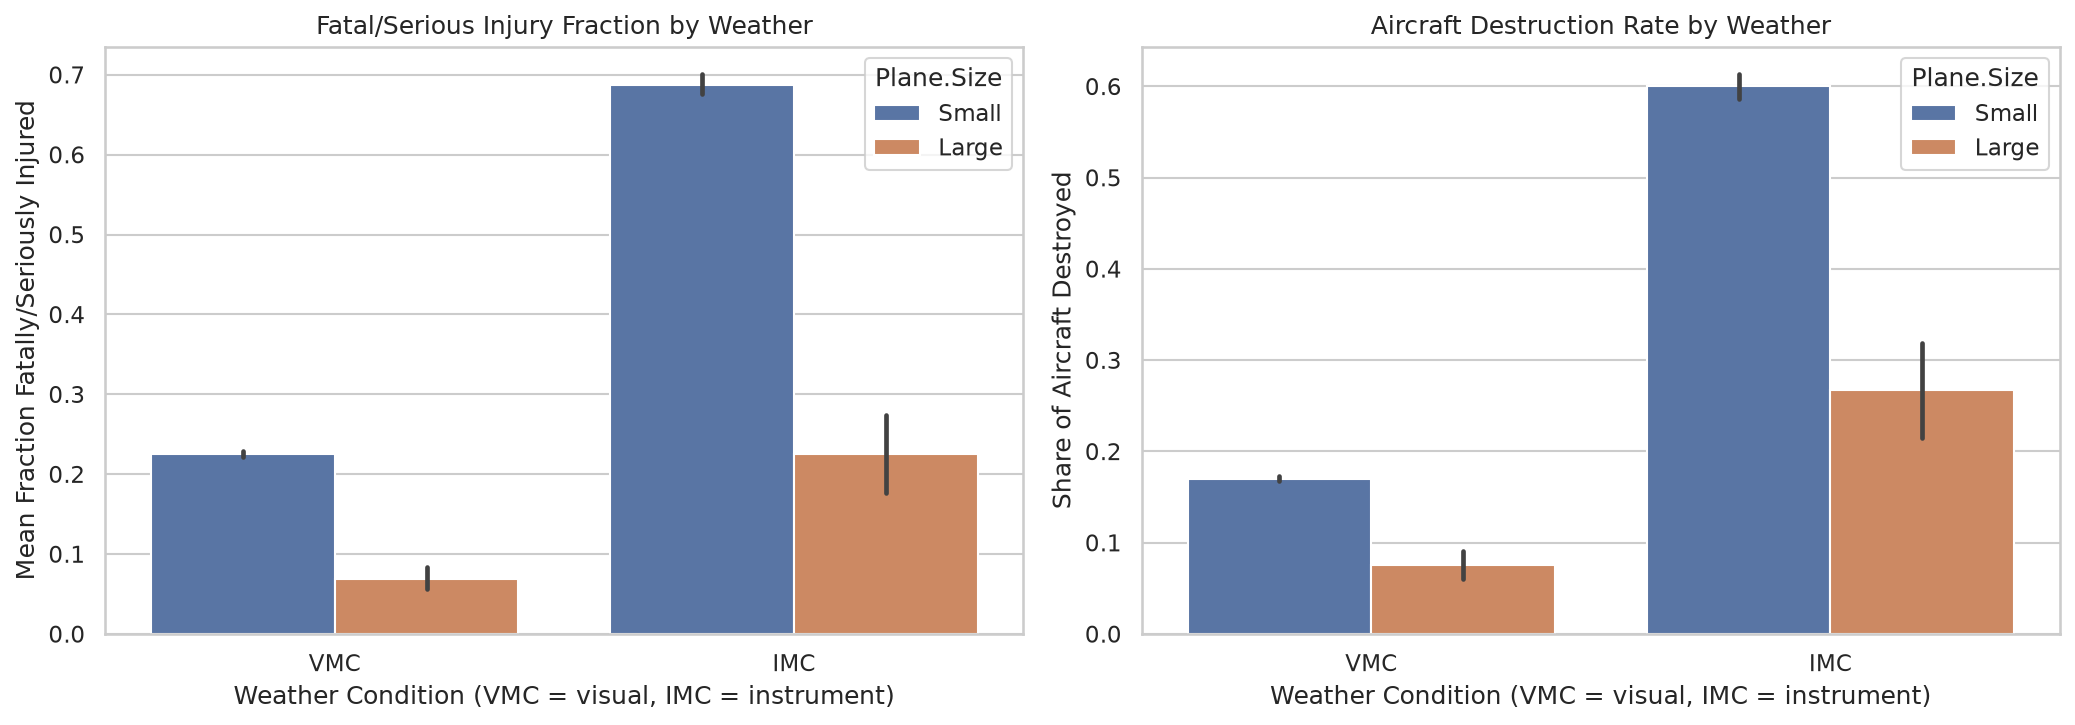 Fatal/Serious Injury Fraction by Weather
Mean Fraction Fatally/Seriously Injured
0.7
0.6
0.5
0.4
0.3
0.2
0.1
0.0
Plane.Size
Small
Large
VMC
IMC
Weather Condition (VMC = visual, IMC = instrument)
Aircraft Destruction Rate by Weather
Share of Aircraft Destroyed
0.6
0.5
0.4
0.3
0.2
0.1
0.0
Plane.Size
Small
Large
VMC
IMC
Weather Condition (VMC = visual, IMC = instrument)